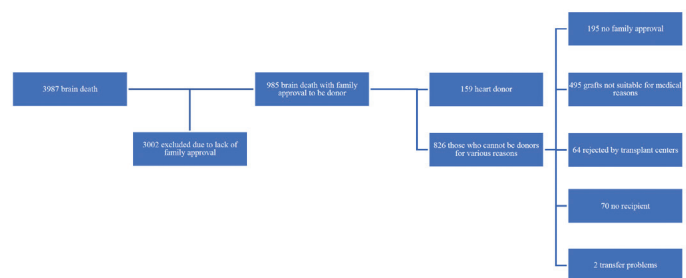 3987 brain death
3002 excluded due to lack of
family approval
985 brain death with family
approval to be donor
159 heart donor
826 those who cannot be donors
for various reasons
195 no family approval
495 grafts not suitable for medical
reasons
64 rejected by transplant centers
70 no recipient
2 transfer problems